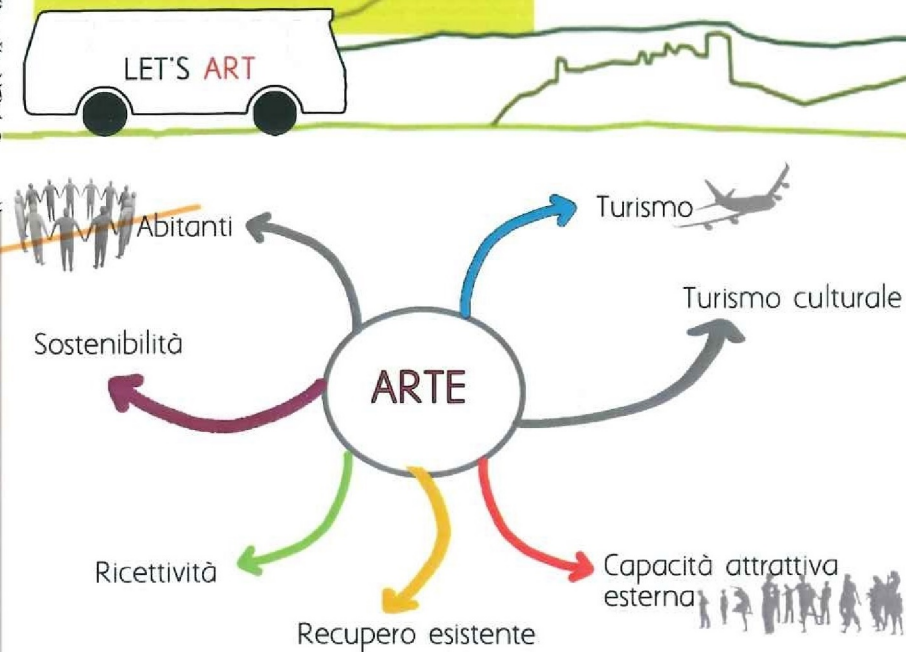 LET'S ART
Abitanti
Turismo
Turismo culturale
Sostenibilità
ARTE
Ricettività
Capacità attrattiva
esterna
Recupero esistente